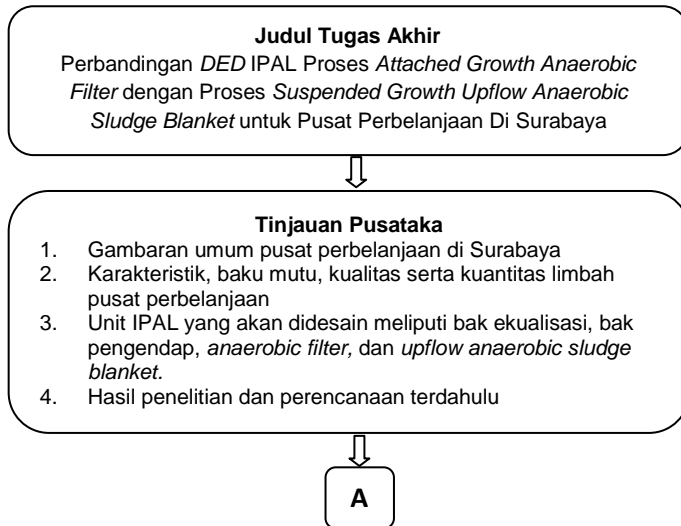 Judul Tugas Akhir
Perbandingan DED IPAL Proses Attached Growth Anaerobic
Filter dengan Proses Suspended Growth Upflow Anaerobic
Sludge Blanket untuk Pusat Perbelanjaan Di Surabaya
Tinjauan Pusataka
1. Gambaran umum pusat perbelanjaan di Surabaya
2. Karakteristik, baku mutu, kualitas serta kuantitas limbah
pusat perbelanjaan
3. Unit IPAL yang akan didesain meliputi bak ekualisasi, bak
pengendap, anaerobic filter, dan upflow anaerobic sludge
blanket.
4. Hasil penelitian dan perencanaan terdahulu
A